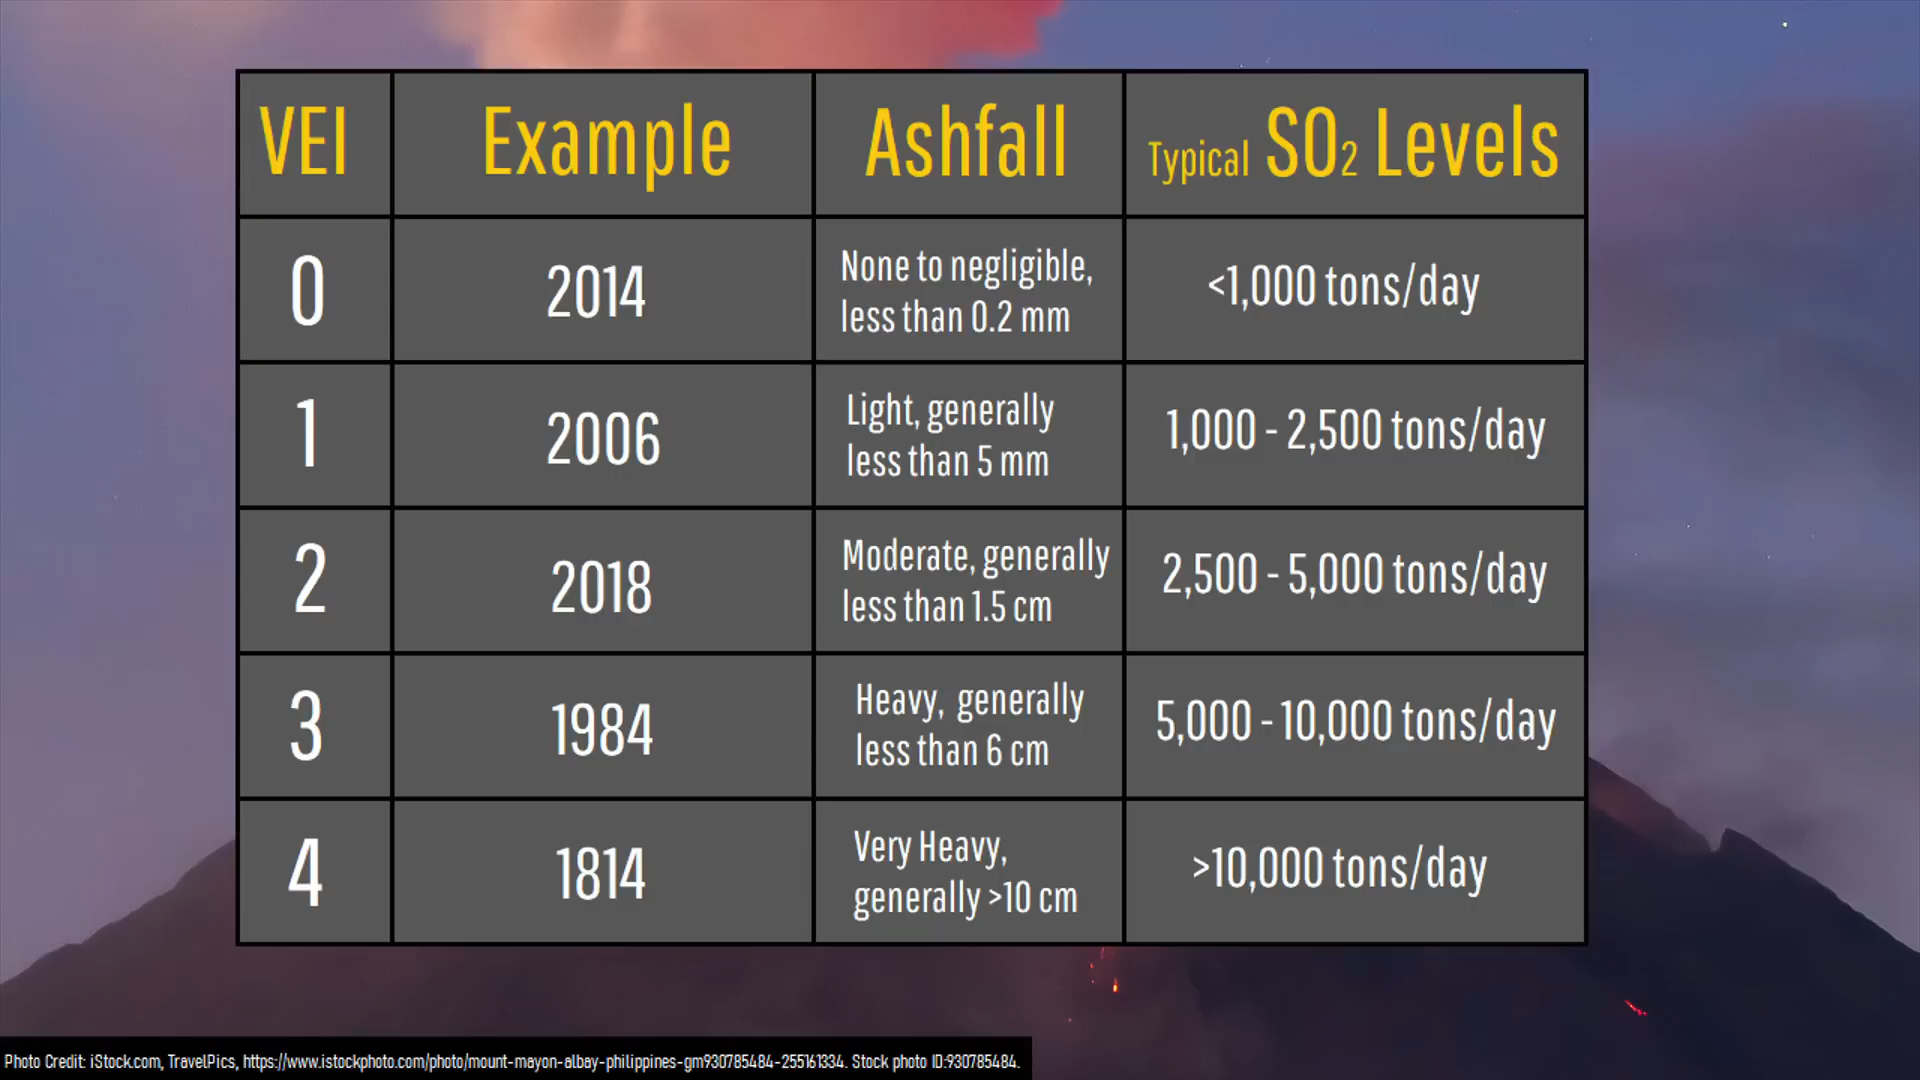 VEI Example Ashfall Typical SO₂ Levels
0 2014 None to negligible, <1,000 tons/day
less than 0.2 mm
1 2006 Light, generally 1,000 - 2,500 tons/day
less than 5 mm
2 2018 Moderate, generally 2,500 - 5,000 tons/day
less than 1.5 cm
3 1984 Heavy, generally 5,000 - 10,000 tons/day
less than 6 cm
4 1814 Very Heavy, >10,000 tons/day
generally >10 cm
Photo Credit: iStock.com, TravelPics, https://www.istockphoto.com/photo/mount-mayon-albay-philippines-gm930785484-255161334. Stock photo ID:930785484.